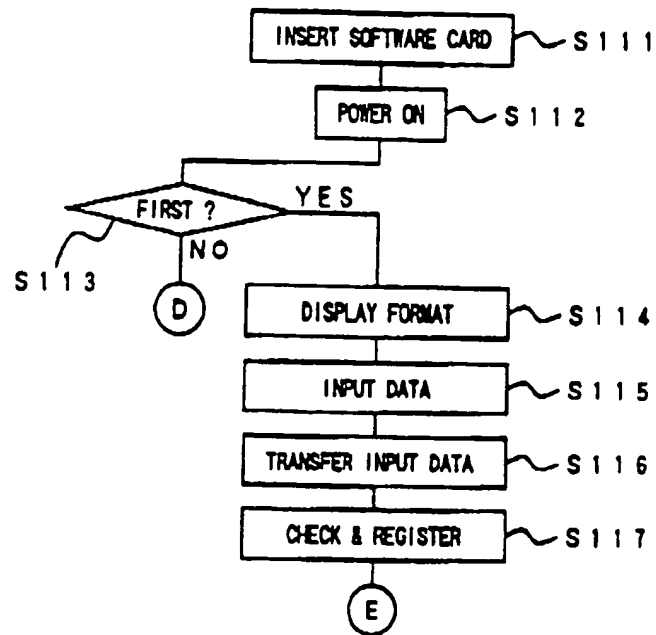 INSERT SOFTWARE CARD S111
POWER ON S112
FIRST ? YES
NO
S113
D
DISPLAY FORMAT S114
INPUT DATA S115
TRANSFER INPUT DATA S116
CHECK & REGISTER S117
E